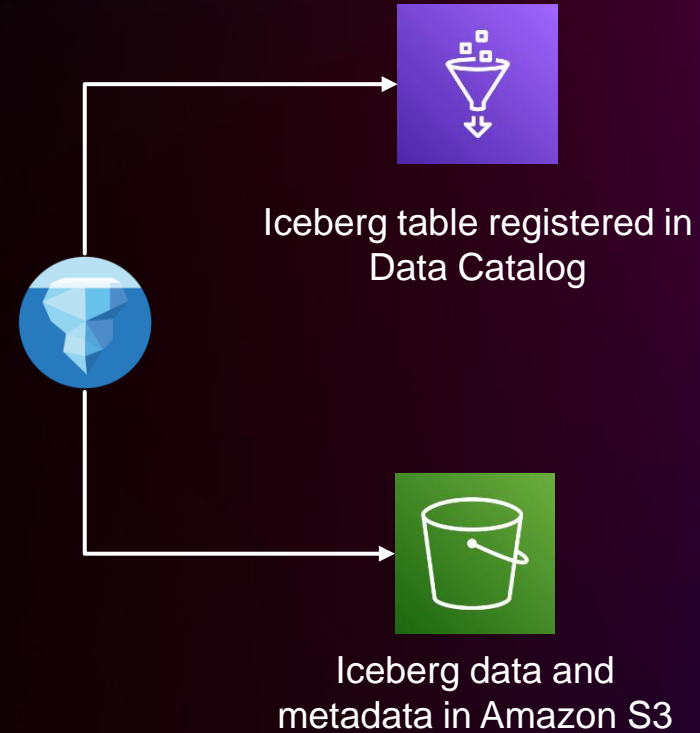 Iceberg table registered in
Data Catalog
Iceberg data and
metadata in Amazon S3